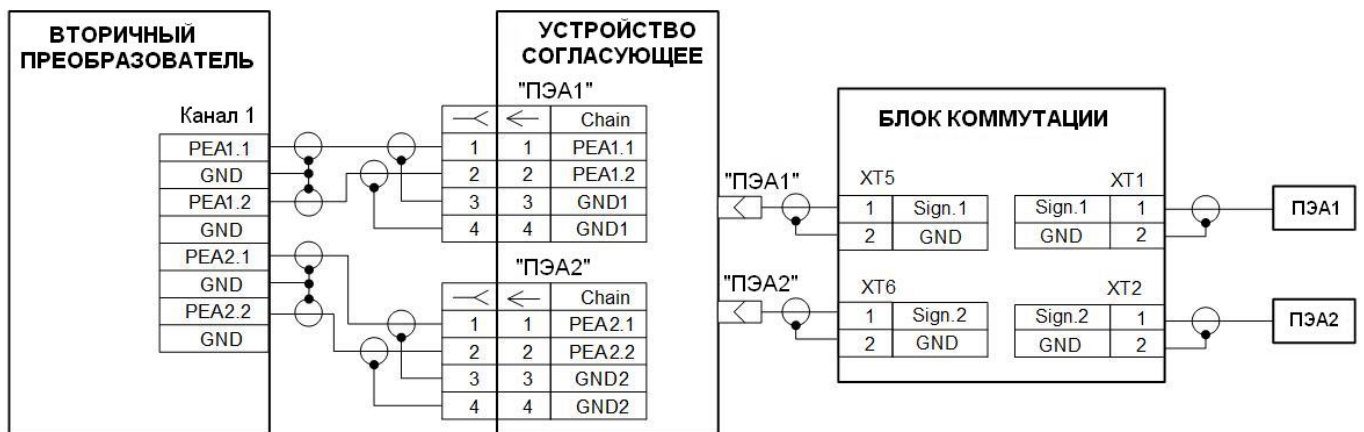 ВТОРИЧНЫЙ
ПРЕОБРАЗОВАТЕЛЬ
Канал 1
PEA1.1
GND
PEA1.2
GND
PEA2.1
GND
PEA2.2
GND
УСТРОЙСТВО
СОГЛАСУЮЩЕЕ
"ПЭА1"
Chain
1 1 PEA1.1
2 2 PEA1.2
3 3 GND1
4 4 GND1
"ПЭА2"
Chain
1 1 PEA2.1
2 2 PEA2.2
3 3 GND2
4 4 GND2
"ПЭА1"
"ПЭА2"
БЛОК КОММУТАЦИИ
XT5
1 Sign.1
2 GND
XT1
Sign.1 1
GND 2
XT6
1 Sign.2
2 GND
XT2
Sign.2 1
GND 2
ПЭА1
ПЭА2